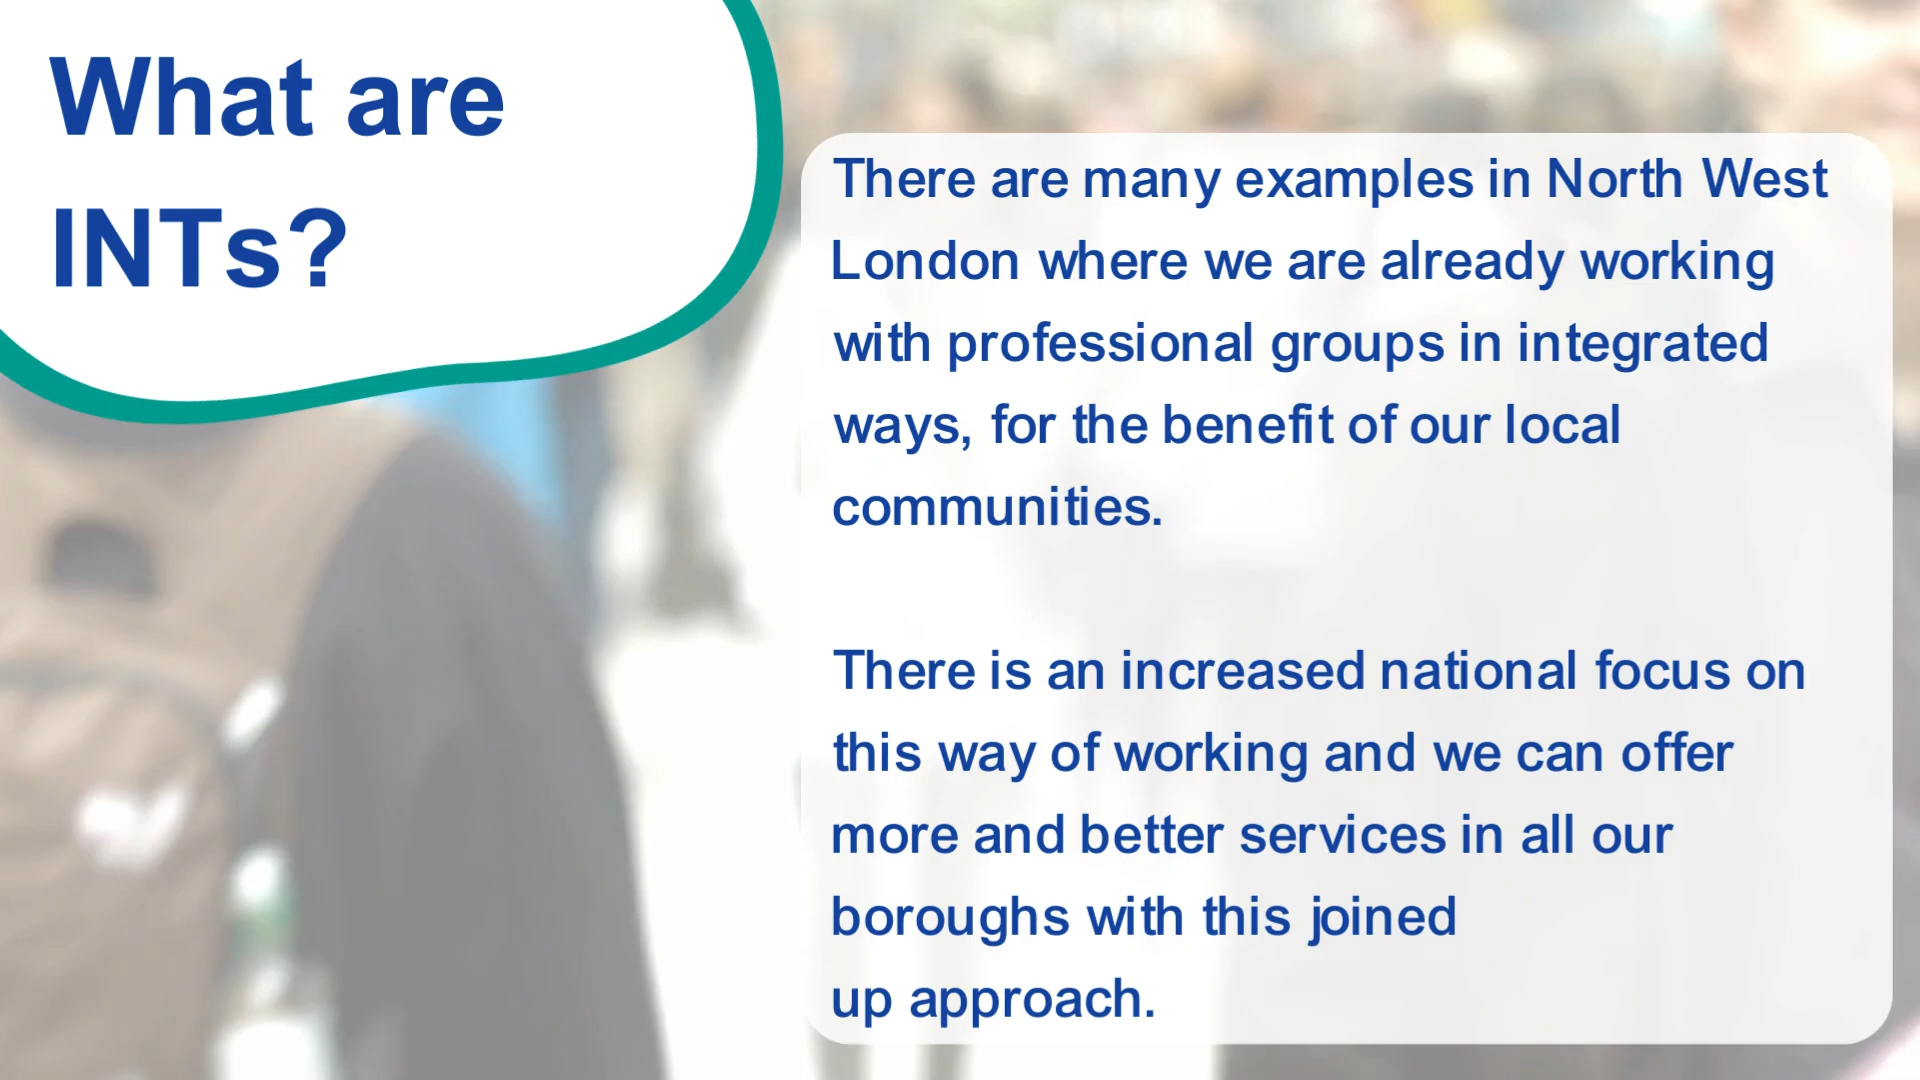 What are
INTs?
There are many examples in North West
London where we are already working
with professional groups in integrated
ways, for the benefit of our local
communities.
There is an increased national focus on
this way of working and we can offer
more and better services in all our
boroughs with this joined
up approach.